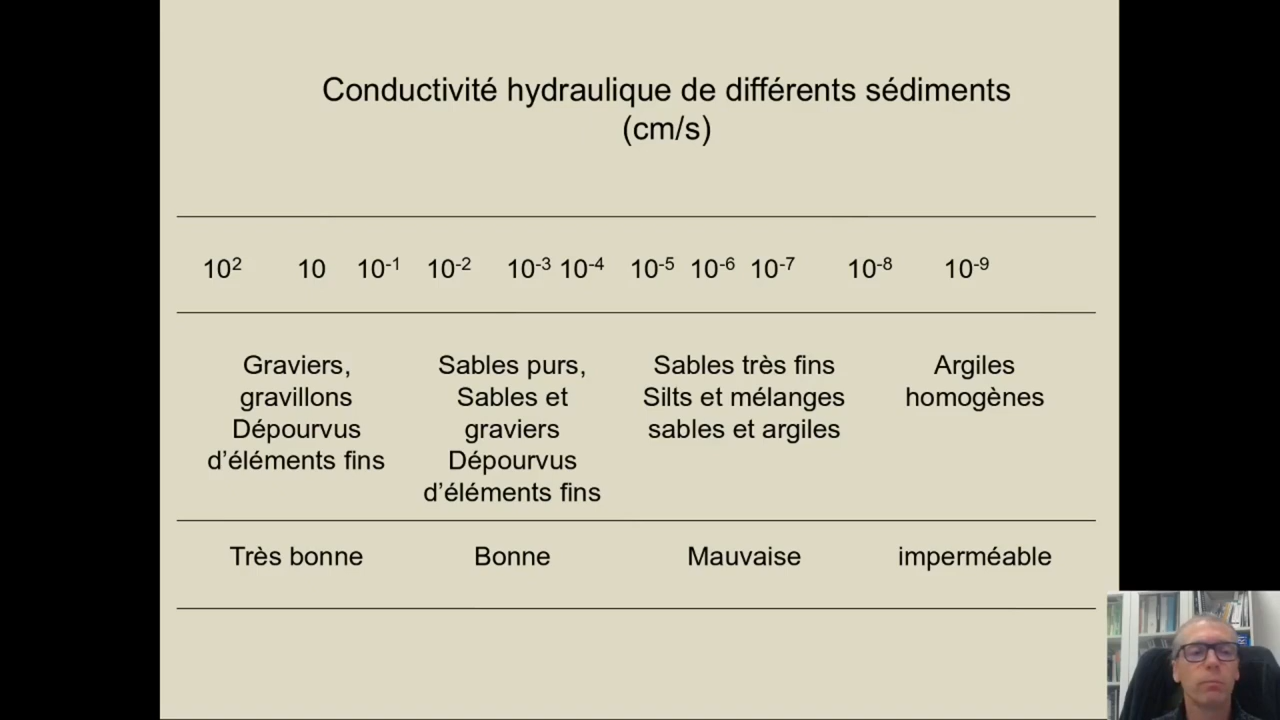 Conductivité hydraulique de différents sédiments
(cm/s)
10² 10 10⁻¹ 10⁻² 10⁻³ 10⁻⁴ 10⁻⁵ 10⁻⁶ 10⁻⁷ 10⁻⁸ 10⁻⁹
Graviers,
gravillons
Dépourvus
d’éléments fins
Sables purs,
Sables et
graviers
Dépourvus
d’éléments fins
Sables très fins
Silts et mélanges
sables et argiles
Argiles
homogènes
Très bonne Bonne Mauvaise imperméable